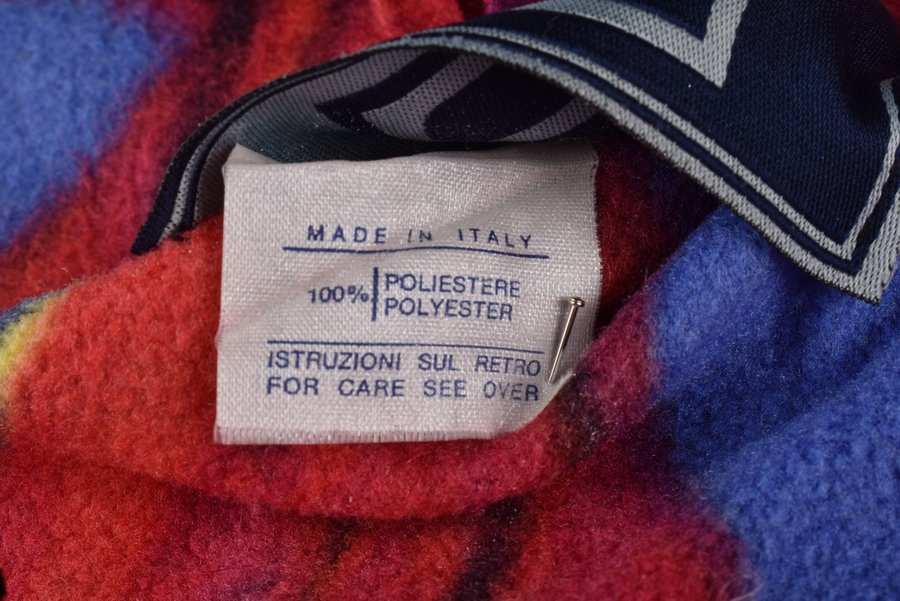 MADE IN ITALY
100% POLIESTERE
POLYESTER
ISTRUZIONI SUL RETRO
FOR CARE SEE OVER